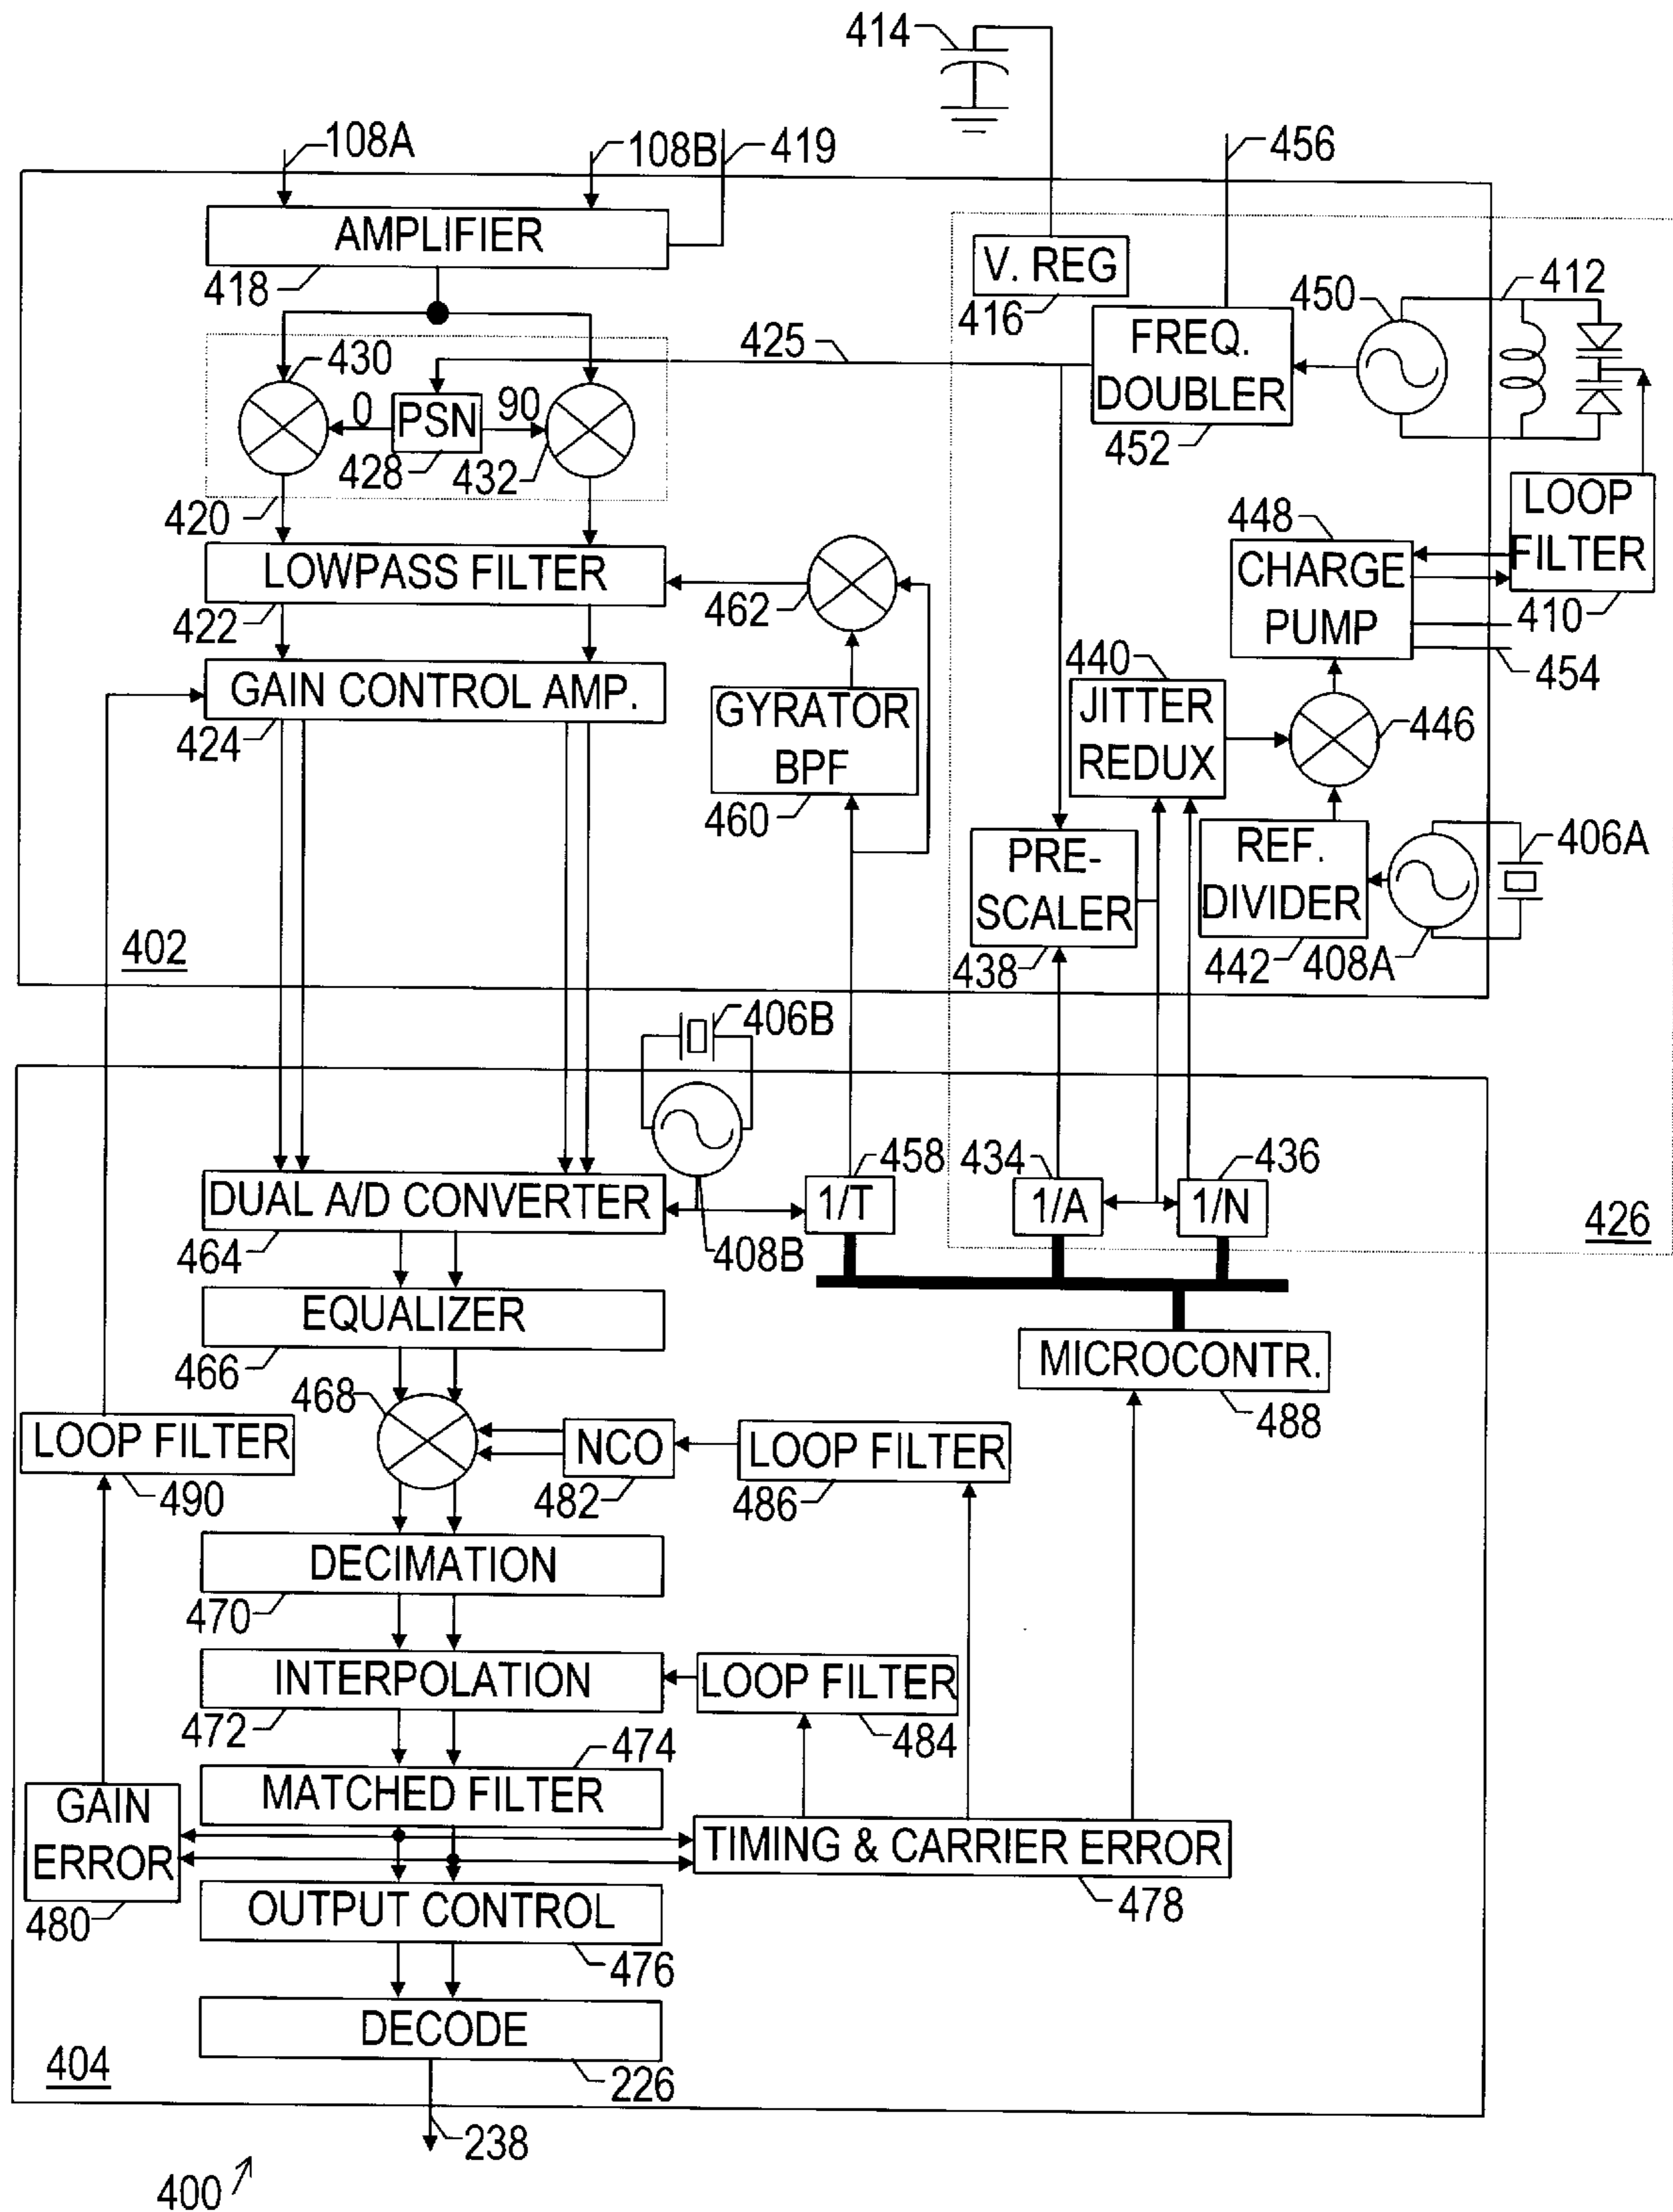 414
108A
108B
419
456
AMPLIFIER
418
V. REG
416
450
412
425
FREQ.
DOUBLER
452
430
0
PSN
90
428
432
420
LOOP
FILTER
410
448
CHARGE
PUMP
454
LOWPASS FILTER
422
462
440
JITTER
REDUX
446
GAIN CONTROL AMP.
424
GYRATOR
BPF
460
PRE-
SCALER
438
REF.
DIVIDER
442
408A
406A
402
406B
458
434
436
DUAL A/D CONVERTER
464
408B
1/T
1/A
1/N
426
EQUALIZER
466
MICROCONTR.
488
468
LOOP FILTER
490
NCO
482
LOOP FILTER
486
DECIMATION
470
INTERPOLATION
472
LOOP FILTER
484
474
MATCHED FILTER
GAIN
ERROR
480
TIMING & CARRIER ERROR
478
OUTPUT CONTROL
476
DECODE
226
404
238
400